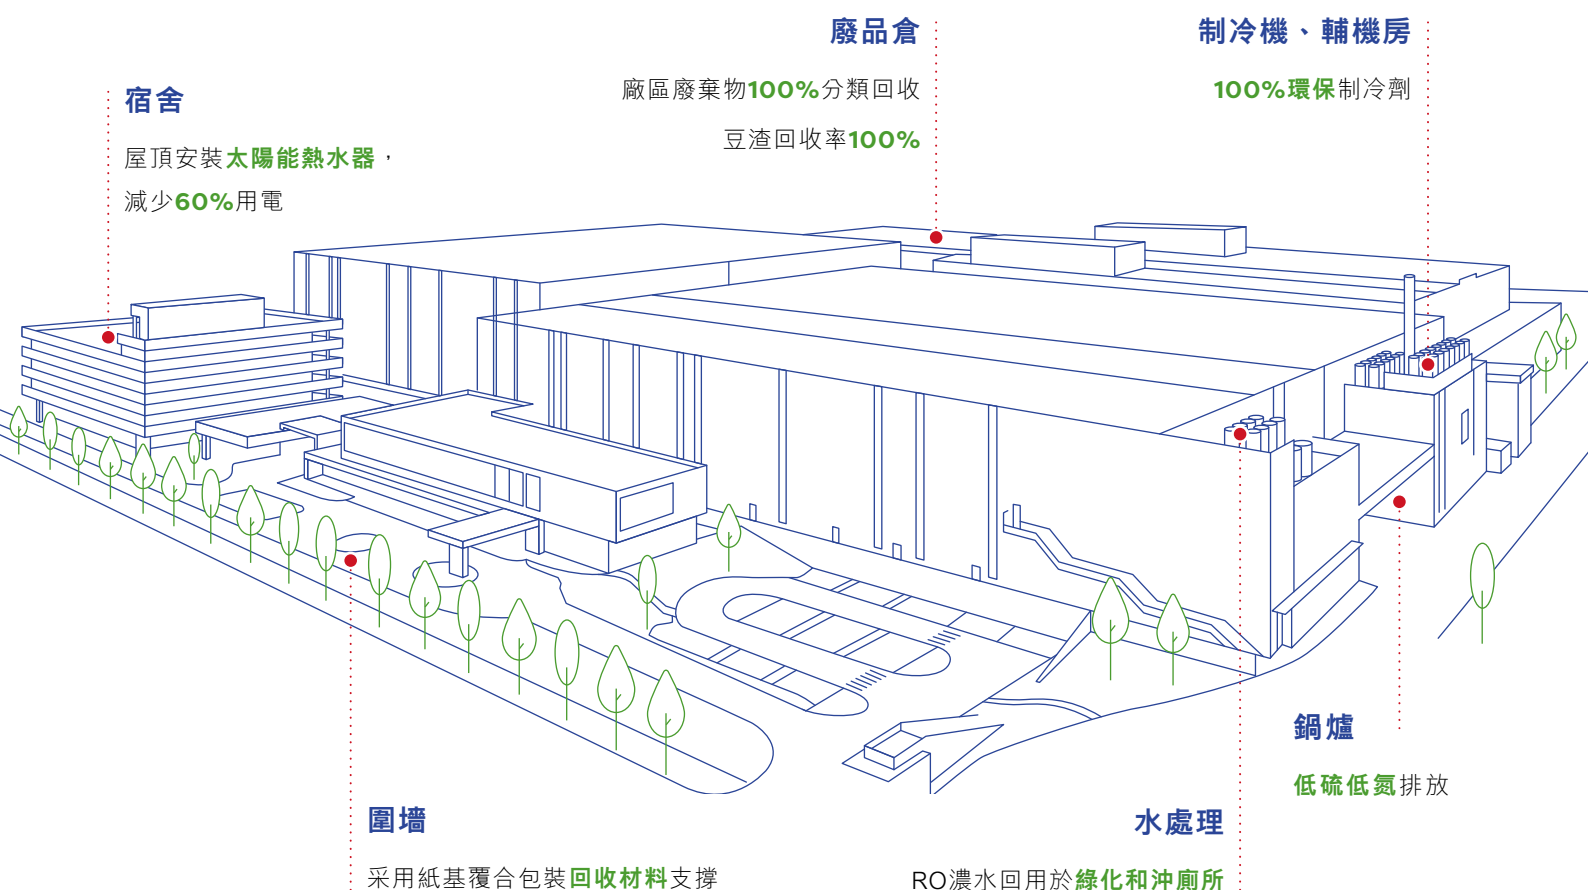 廢品倉
廠區廢棄物100%分類回收
豆渣回收率100%
制冷機、輔機房
100%環保制冷劑
宿舍
屋頂安裝太陽能熱水器，
減少60%用電
鍋爐
低硫低氮排放
圍墻
采用紙基覆合包裝回收材料支撐
水處理
RO濃水回用於綠化和沖廁所